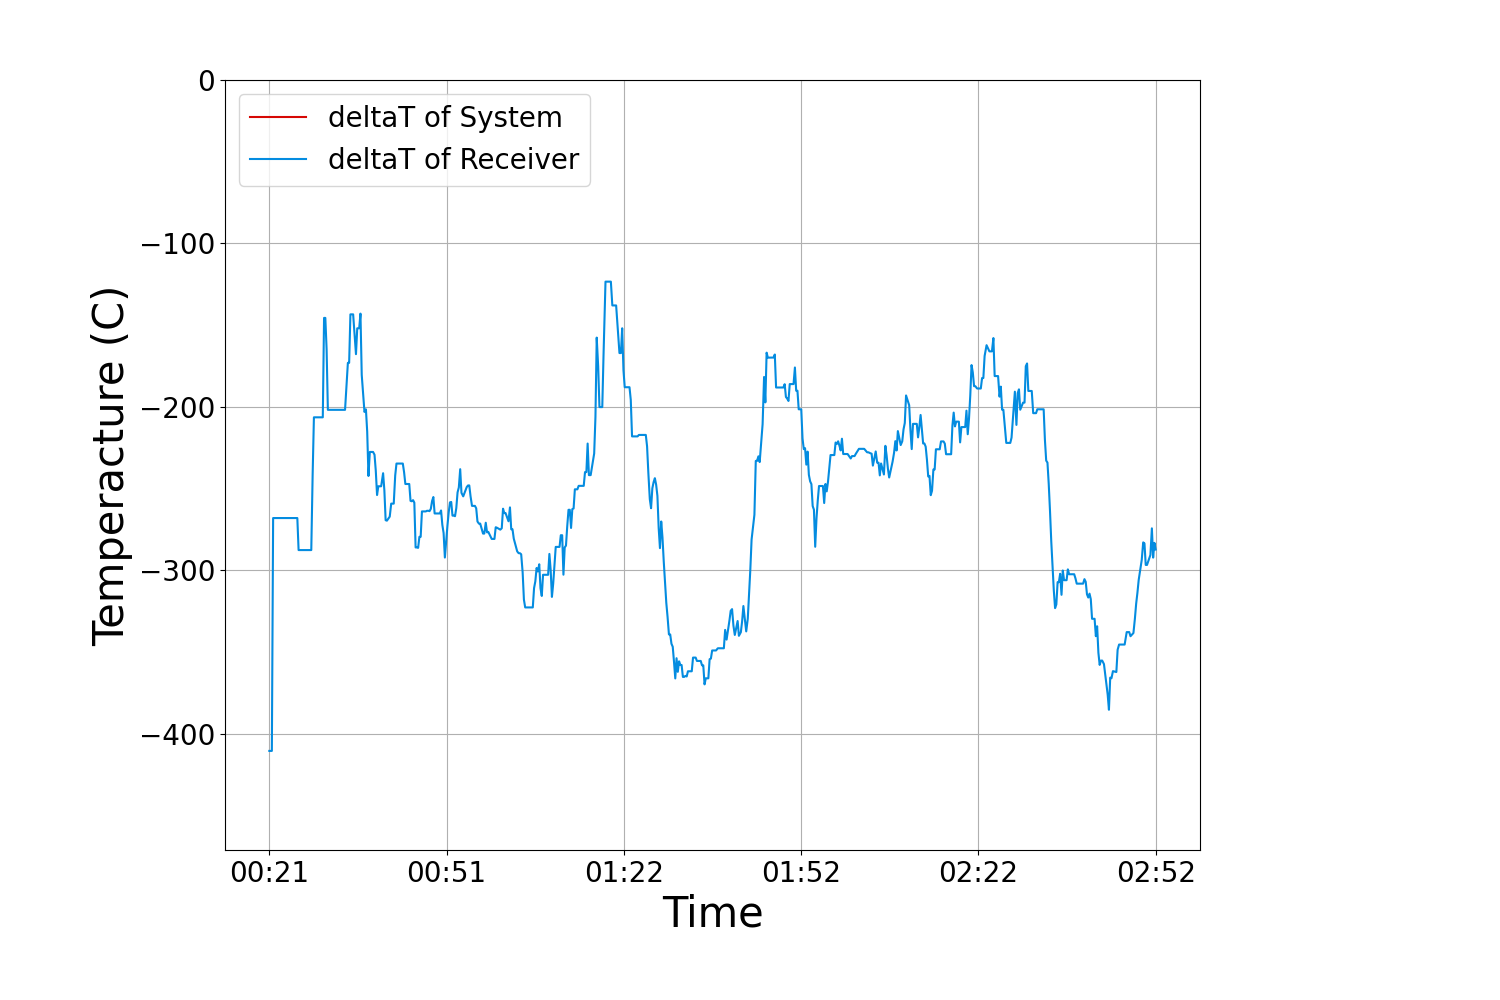 deltaT of System
deltaT of Receiver
Temperacture (C)
0
−100
−200
−300
−400
00:21 00:51 01:22 01:52 02:22 02:52
Time